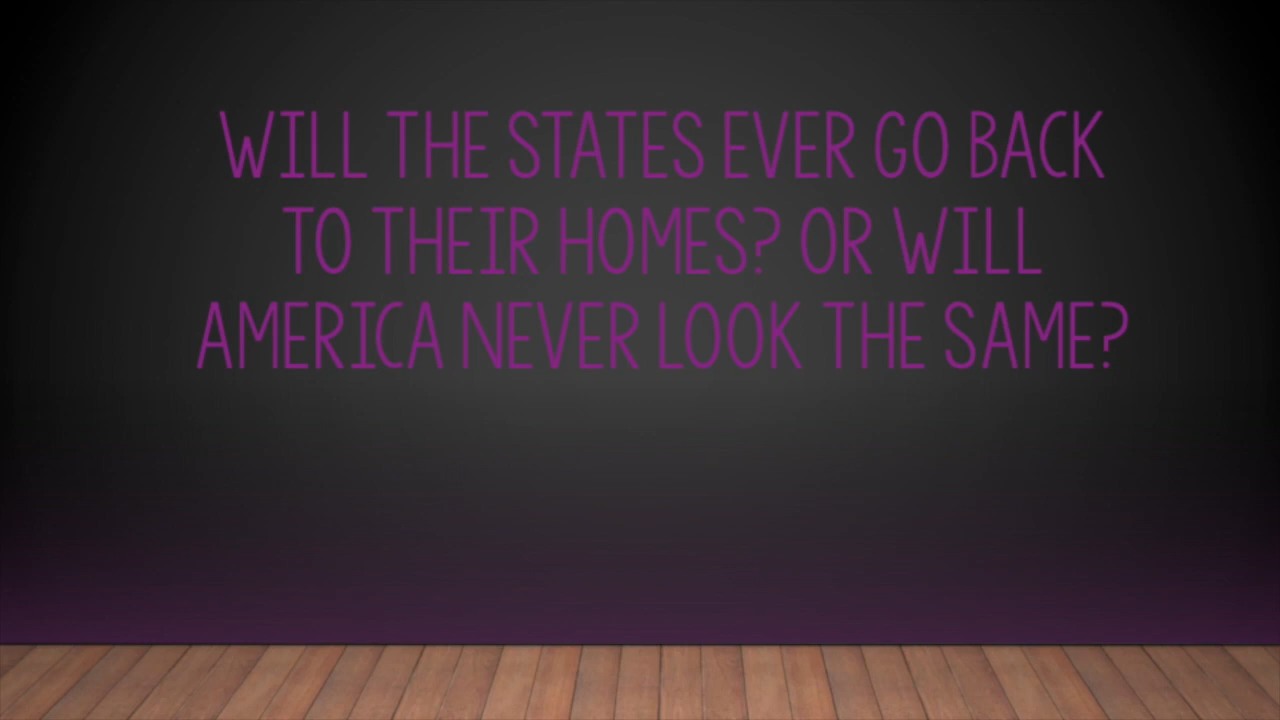 WILL THE STATES EVER GO BACK
TO THEIR HOMES? OR WILL
AMERICA NEVER LOOK THE SAME?